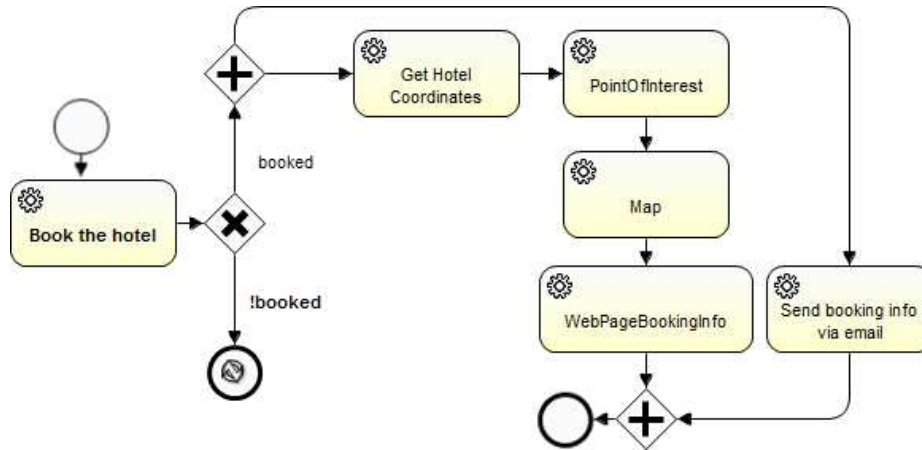 Get Hotel
Coordinates
PointOfInterest
booked
Map
Book the hotel
!booked
WebPageBookingInfo
Send booking info
via email